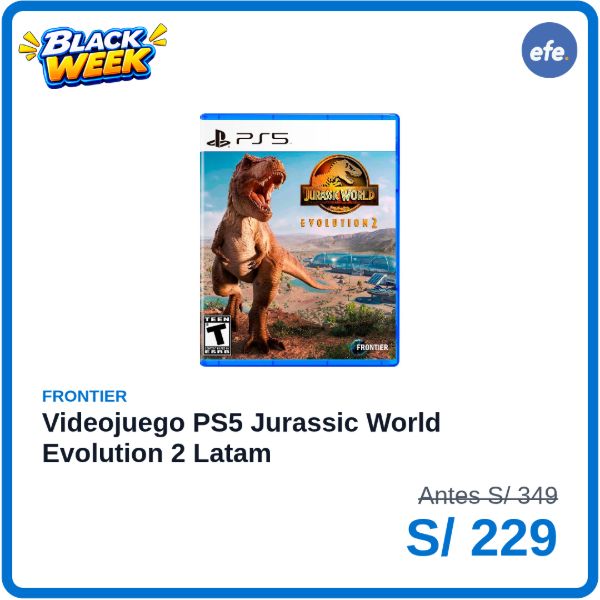 BLACK
WEEK
efe.
PS5
JURASSIC WORLD
EVOLUTION 2
TEEN
T
ESRB
FRONTIER
FRONTIER
Videojuego PS5 Jurassic World
Evolution 2 Latam
Antes S/ 349
S/ 229